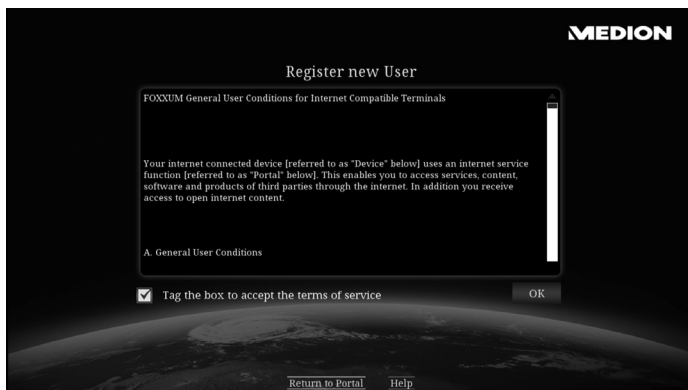 MEDION
Register new User
FOXXUM General User Conditions for Internet Compatible Terminals
Your internet connected device [referred to as "Device" below] uses an internet service
function [referred to as "Portal" below]. This enables you to access services, content,
software and products of third parties through the internet. In addition you receive
access to open internet content.
A. General User Conditions
Tag the box to accept the terms of service
OK
Return to Portal Help